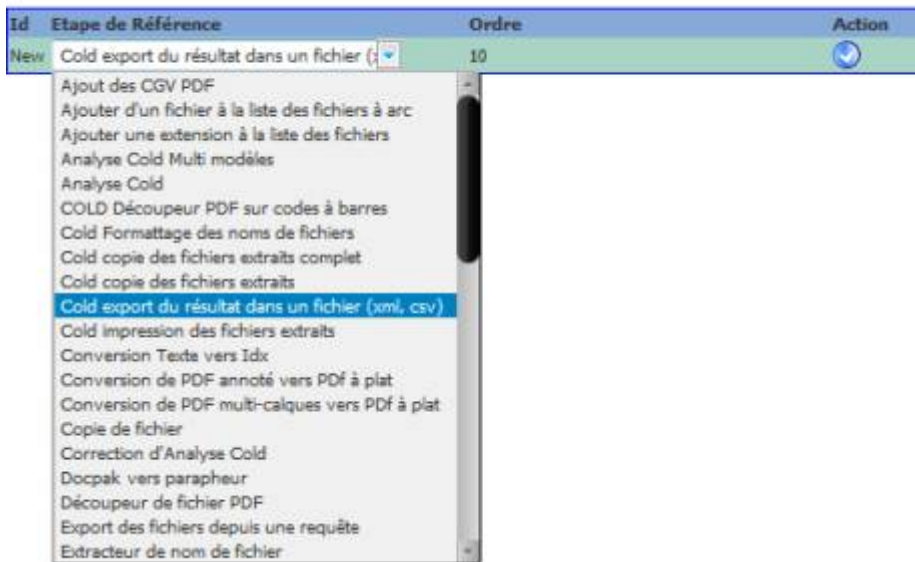 Id Etape de Référence Ordre Action
New Cold export du résultat dans un fichier (x 10
Ajout des CGV PDF
Ajouter d'un fichier à la liste des fichiers à arc
Ajouter une extension à la liste des fichiers
Analyse Cold Multi modèles
Analyse Cold
COLD Découpeur PDF sur codes à barres
Cold Formattage des noms de fichiers
Cold copie des fichiers extraits complet
Cold copie des fichiers extraits
Cold export du résultat dans un fichier (xml, csv)
Cold impression des fichiers extraits
Conversion Texte vers Idx
Conversion de PDF annoté vers PDf à plat
Conversion de PDF multi-calques vers PDf à plat
Copie de fichier
Correction d'Analyse Cold
Docpak vers parapheur
Découpeur de fichier PDF
Export des fichiers depuis une requête
Extracteur de nom de fichier